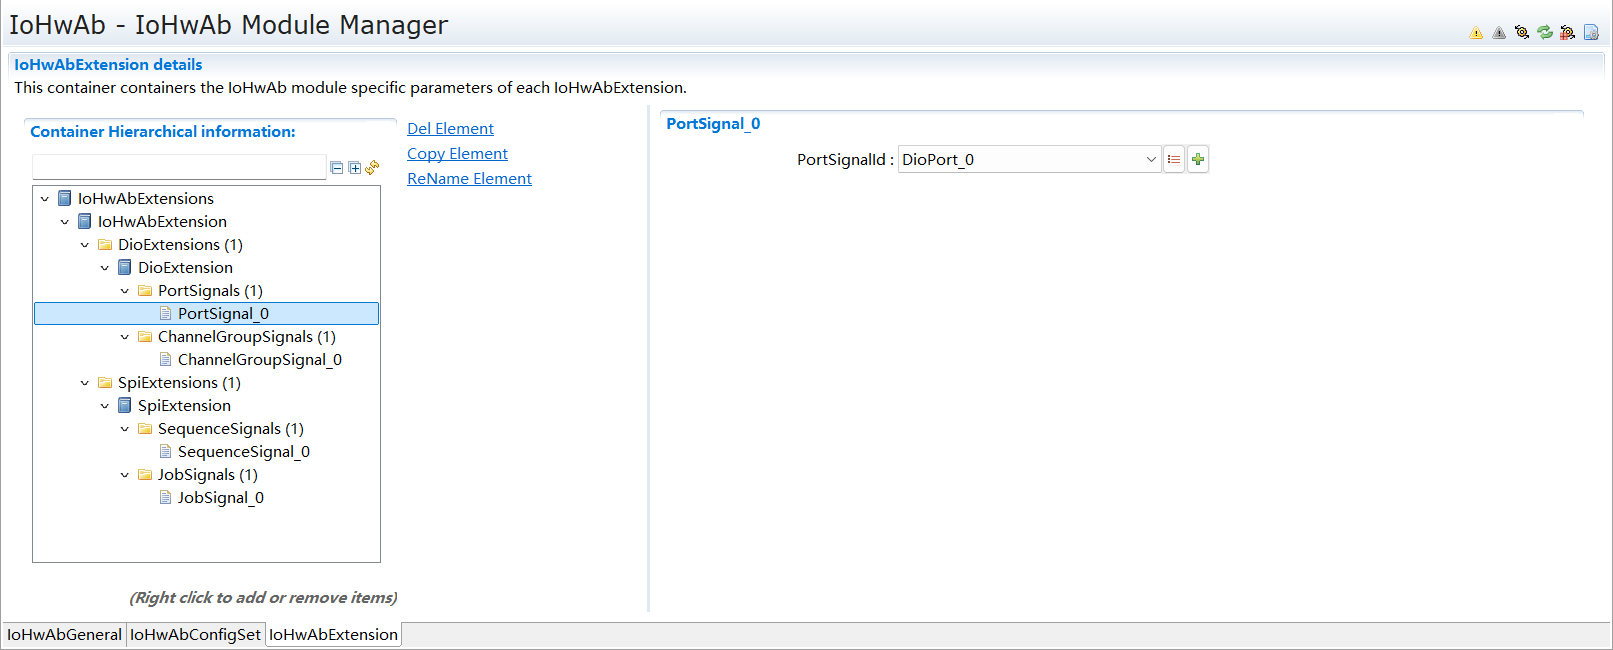 IoHwAb - IoHwAb Module Manager
IoHwAbExtension details
This container containers the IoHwAb module specific parameters of each IoHwAbExtension.
Container Hierarchical information:
Del Element
Copy Element
ReName Element
IoHwAbExtensions
IoHwAbExtension
DioExtensions (1)
DioExtension
PortSignals (1)
PortSignal_0
ChannelGroupSignals (1)
ChannelGroupSignal_0
SpiExtensions (1)
SpiExtension
SequenceSignals (1)
SequenceSignal_0
JobSignals (1)
JobSignal_0
(Right click to add or remove items)
PortSignal_0
PortSignalId : DioPort_0
IoHwAbGeneral IoHwAbConfigSet IoHwAbExtension